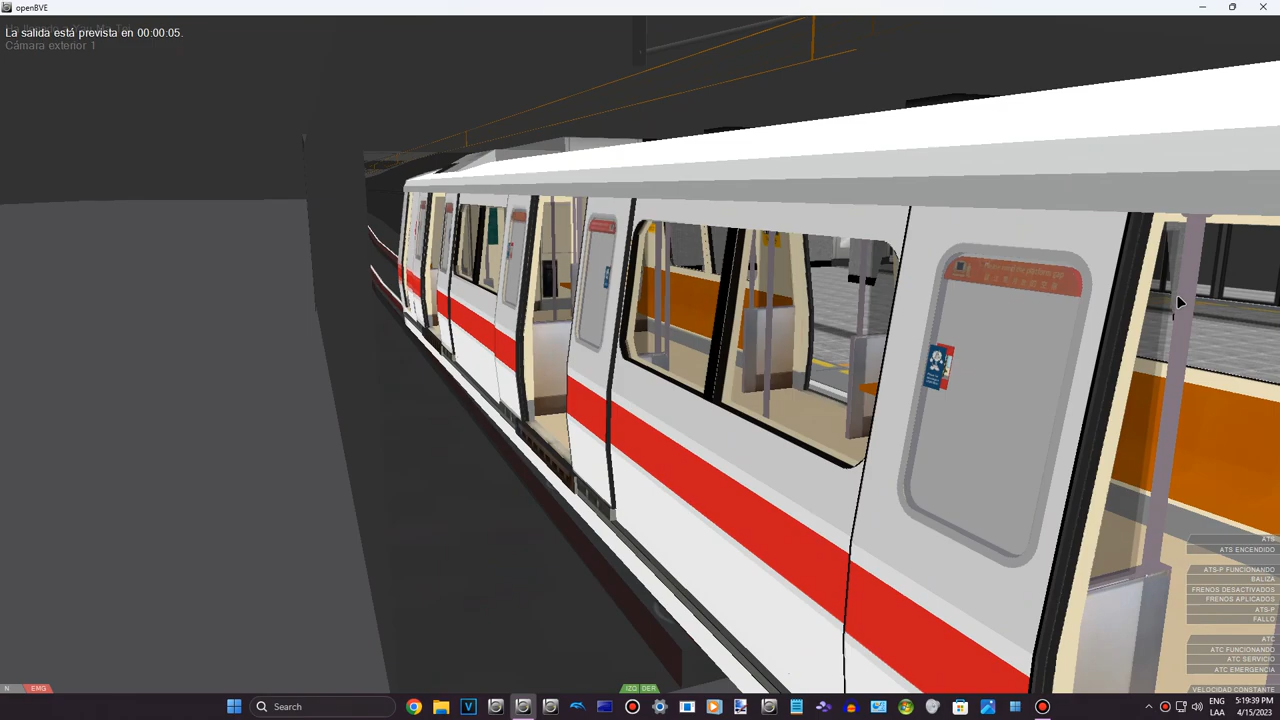 openBVE
La salida está prevista en 00:00:05.
Cámara exterior 1
ATS
ATS ENCENDIDO
ATS-P FUNCIONANDO
BALIZA
FRENOS DESACTIVADOS
FRENOS APLICADOS
ATS-P
FALLO
ATC
ATC FUNCIONANDO
ATC SERVICIO
ATC EMERGENCIA
VELOCIDAD CONSTANTE
N EMG
IZQ DER
Search
ENG
LAA
5:19:39 PM
4/15/2023